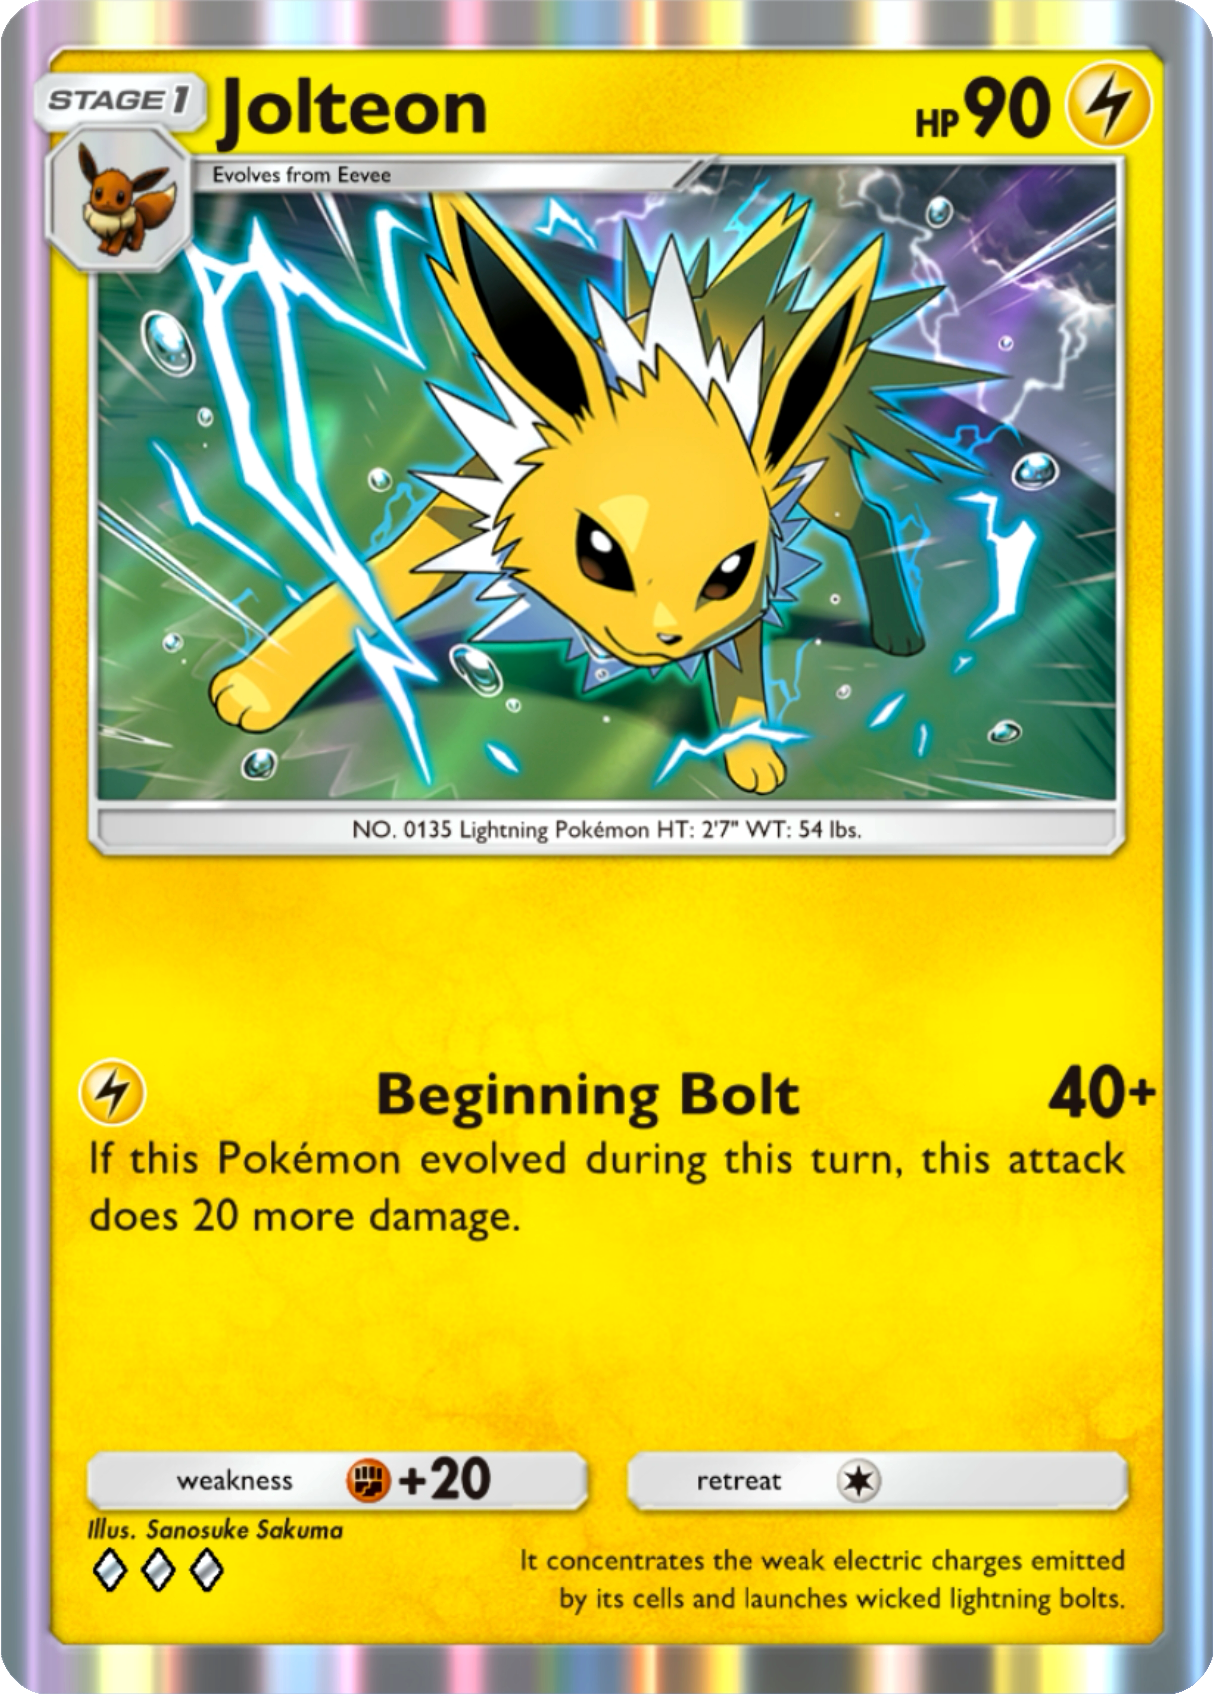 STAGE 1
Jolteon
HP 90
Evolves from Eevee
NO. 0135 Lightning Pokémon HT: 2'7" WT: 54 lbs.
Beginning Bolt 40+
If this Pokémon evolved during this turn, this attack
does 20 more damage.
weakness +20
retreat
Illus. Sanosuke Sakuma
It concentrates the weak electric charges emitted
by its cells and launches wicked lightning bolts.